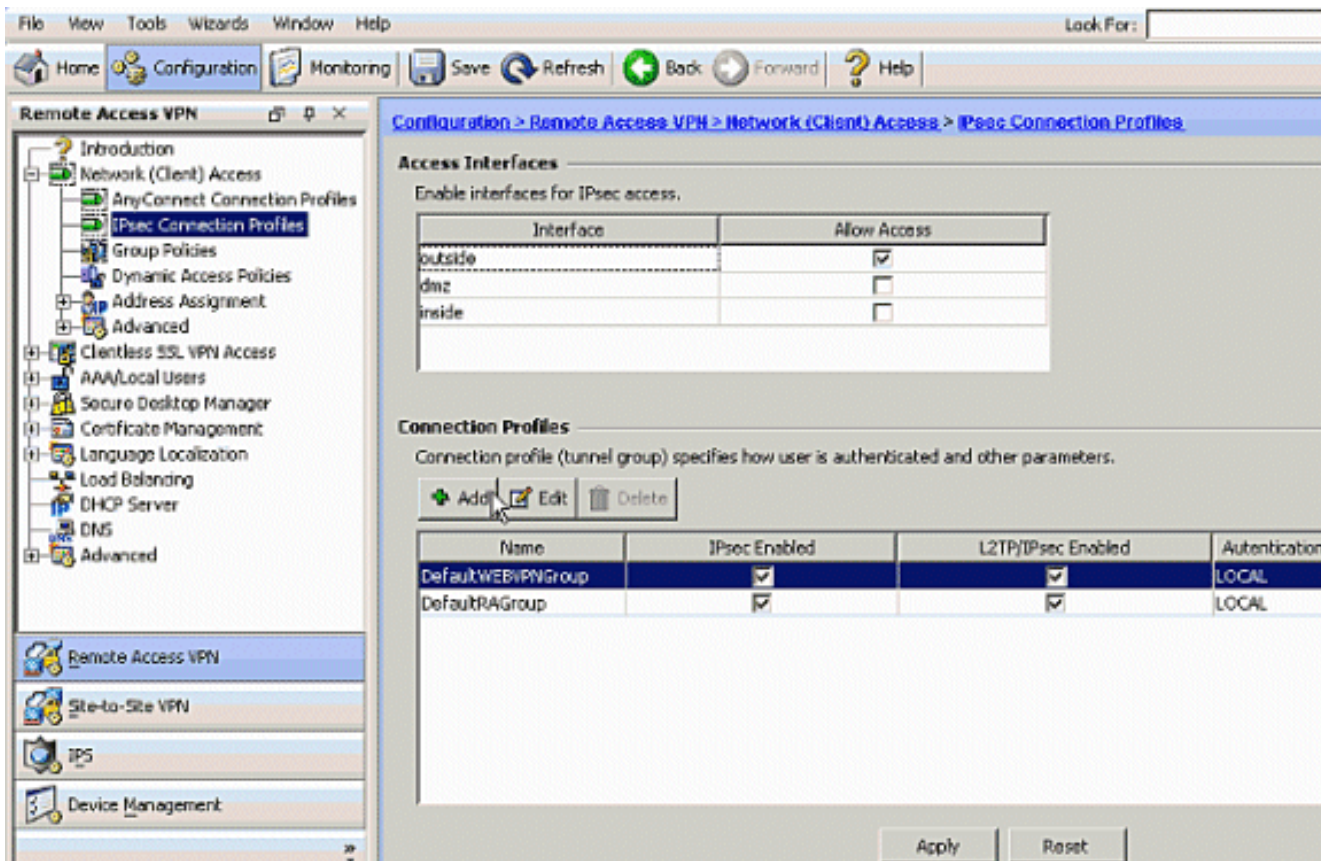 File View Tools Wizards Window Help Look For:
Home Configuration Monitoring Save Refresh Back Forward Help
Remote Access VPN
Introduction
Network (Client) Access
AnyConnect Connection Profiles
IPsec Connection Profiles
Group Policies
Dynamic Access Policies
Address Assignment
Advanced
Clientless SSL VPN Access
AAA/Local Users
Secure Desktop Manager
Certificate Management
Language Localization
Load Balancing
DHCP Server
DNS
Advanced
Remote Access VPN
Site-to-Site VPN
IPS
Device Management
Configuration > Remote Access VPN > Network (Client) Access > IPsec Connection Profiles
Access Interfaces
Enable interfaces for IPsec access.
Interface Allow Access
outside
dmz
inside
Connection Profiles
Connection profile (tunnel group) specifies how user is authenticated and other parameters.
Add Edit Delete
Name IPsec Enabled L2TP/IPsec Enabled Autentication
DefaultWEBVPNGroup LOCAL
DefaultRAGroup LOCAL
Apply Reset